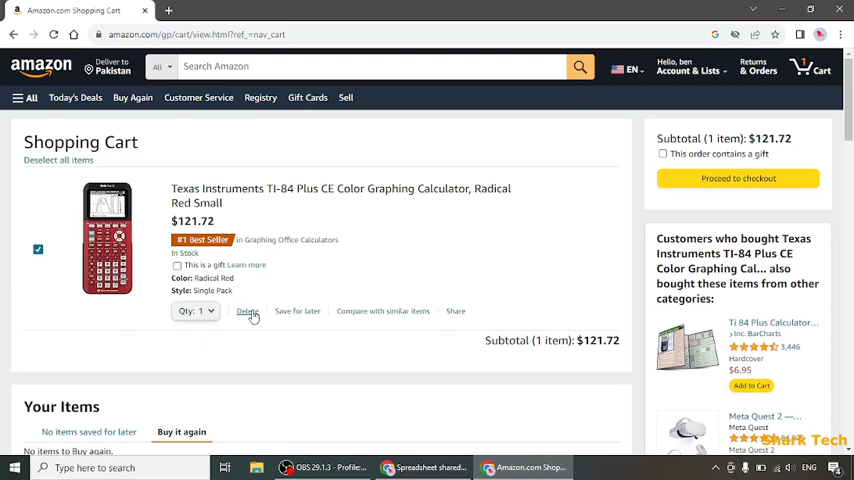 Amazon.com Shopping Cart
amazon.com/gp/cart/view.html?ref_=nav_cart
amazon
Deliver to
Pakistan
All
Search Amazon
EN
Hello, ben
Account & Lists
Returns
& Orders
1
Cart
All
Today's Deals
Buy Again
Customer Service
Registry
Gift Cards
Sell
Shopping Cart
Deselect all items
Texas Instruments TI-84 Plus CE Color Graphing Calculator, Radical
Red Small
$121.72
#1 Best Seller in Graphing Office Calculators
In Stock
This is a gift Learn more
Color: Radical Red
Style: Single Pack
Qty: 1
Delete
Save for later
Compare with similar items
Share
Subtotal (1 item): $121.72
Your Items
No items saved for later
Buy it again
No items to Buy again.
Subtotal (1 item): $121.72
This order contains a gift
Proceed to checkout
Customers who bought Texas
Instruments TI-84 Plus CE
Color Graphing Cal... also
bought these items from other
categories:
Ti 84 Plus Calculator...
› Inc. BarCharts
3,446
Hardcover
$6.95
Add to Cart
Meta Quest 2 —...
Meta Quest
Meta Quest 2
Shark Tech
Type here to search
OBS 29.1.3 - Profile:...
Spreadsheet shared...
Amazon.com Shop...
ENG
4